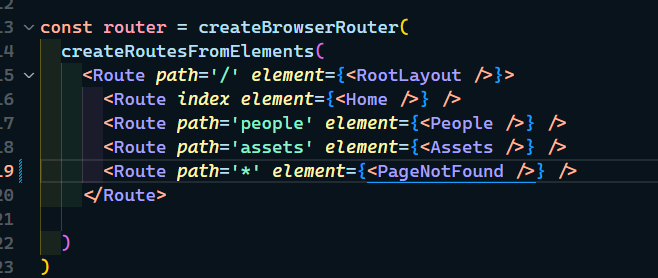 13 const router = createBrowserRouter(
14 createRoutesFromElements(
15 <Route path='/' element={<RootLayout />}>
16 <Route index element={<Home />} />
17 <Route path='people' element={<People />} />
18 <Route path='assets' element={<Assets />} />
19 <Route path='*' element={<PageNotFound />} />
20 </Route>
21
22 )
23 )